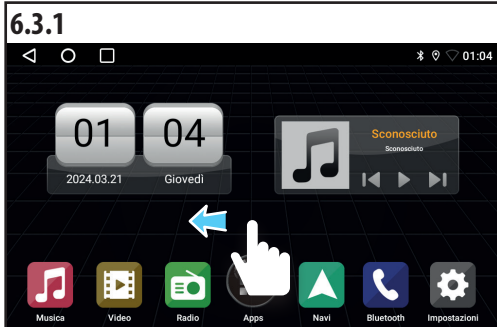 6.3.1
01:04
01 04
Sconosciuto
Sconosciuto
2024.03.21 Giovedì
Musica Video Radio Apps Navi Bluetooth Impostazioni